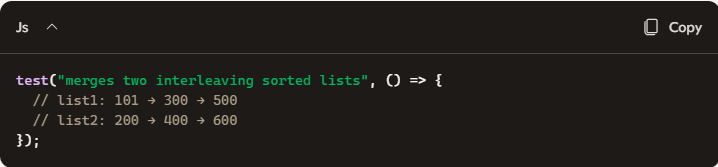 Js
Copy
test("merges two interleaving sorted lists", () => {
  // list1: 101 → 300 → 500
  // list2: 200 → 400 → 600
});